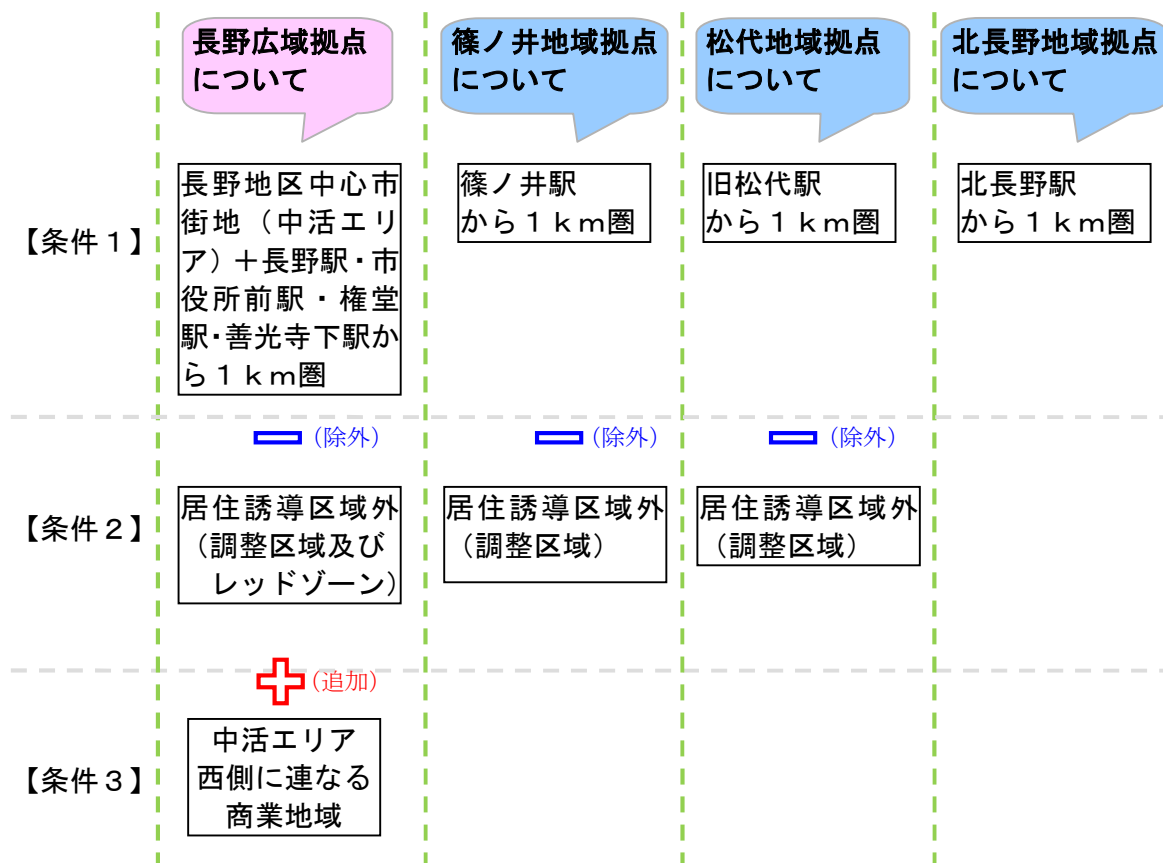 長野広域拠点
について
篠ノ井地域拠点
について
松代地域拠点
について
北長野地域拠点
について
【条件１】
長野地区中心市
街地（中活エリ
ア）＋長野駅・市
役所前駅・権堂
駅・善光寺下駅か
ら１ｋｍ圏
篠ノ井駅
から１ｋｍ圏
旧松代駅
から１ｋｍ圏
北長野駅
から１ｋｍ圏
（除外）
（除外）
（除外）
【条件２】
居住誘導区域外
（調整区域及び
レッドゾーン）
居住誘導区域外
（調整区域）
居住誘導区域外
（調整区域）
（追加）
【条件３】
中活エリア
西側に連なる
商業地域